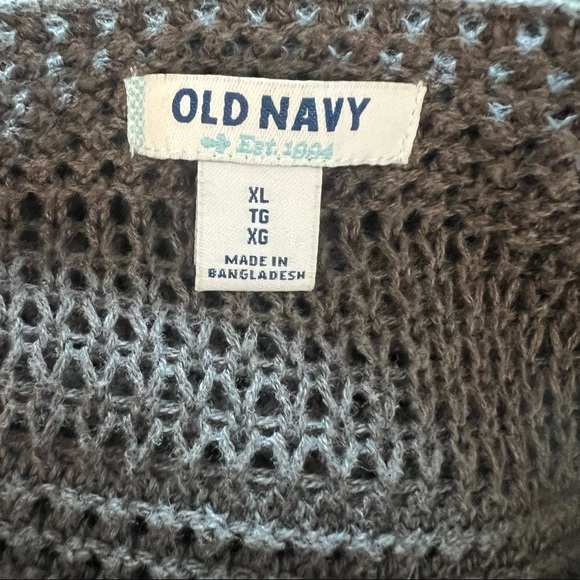 OLD NAVY
Est. 1994
XL
TG
XG
MADE IN
BANGLADESH